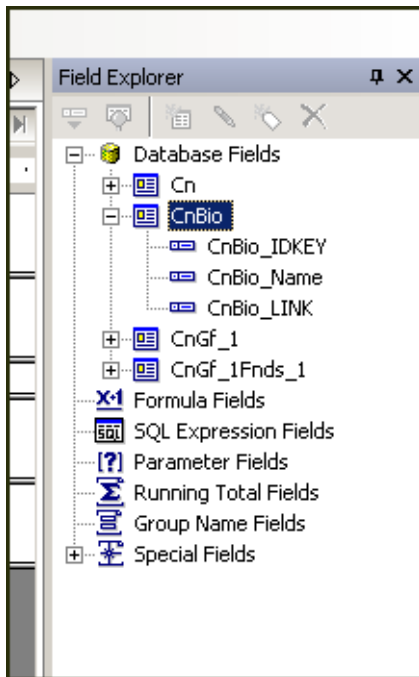 Field Explorer
Database Fields
Cn
CnBio
CnBio_IDKEY
CnBio_Name
CnBio_LINK
CnGf_1
CnGf_1Fnds_1
Formula Fields
SQL Expression Fields
Parameter Fields
Running Total Fields
Group Name Fields
Special Fields